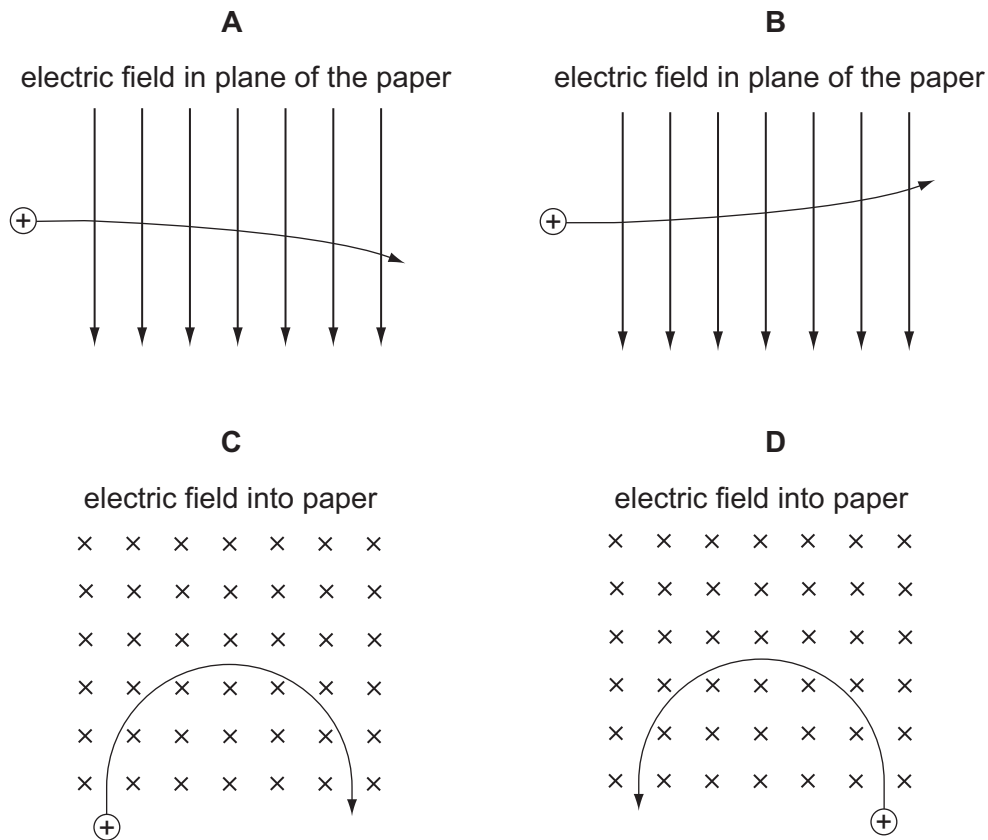 A
electric field in plane of the paper
+
B
electric field in plane of the paper
+
C
electric field into paper
+
D
electric field into paper
+